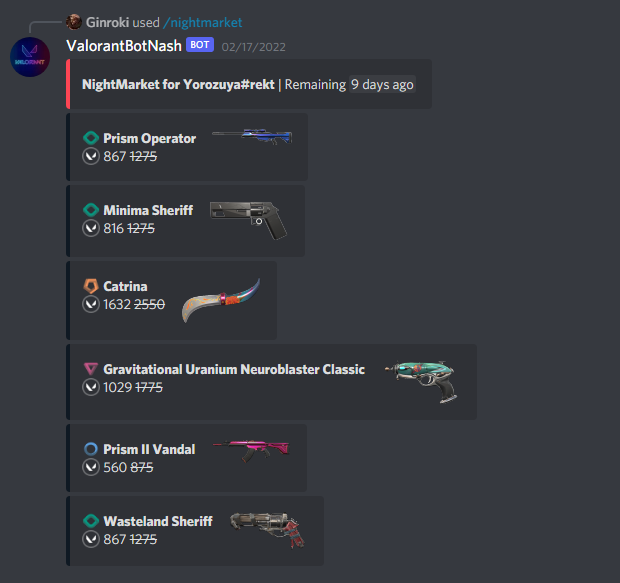 Ginroki used /nightmarket
VALORANT
ValorantBotNash BOT 02/17/2022
NightMarket for Yorozuya#rekt | Remaining 9 days ago
Prism Operator
867 1275
Minima Sheriff
816 1275
Catrina
1632 2550
Gravitational Uranium Neuroblaster Classic
1029 1775
Prism II Vandal
560 875
Wasteland Sheriff
867 1275